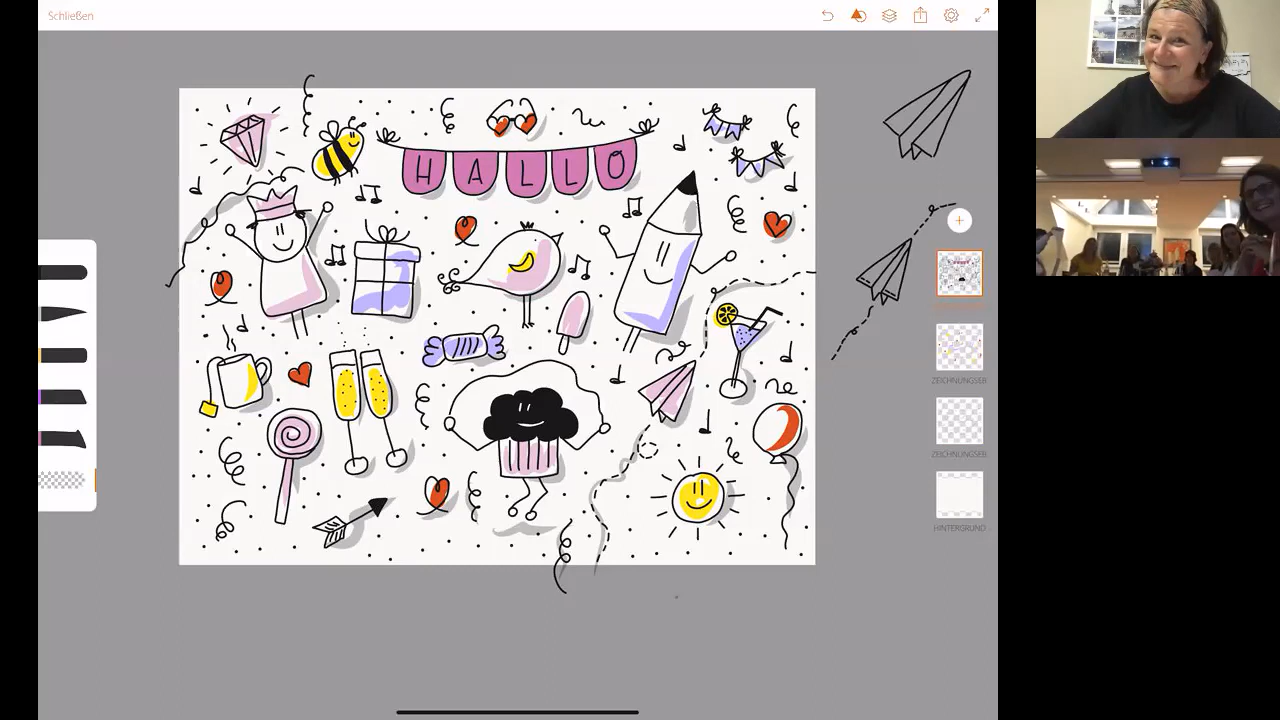 Schließen
HALLO
ZEICHNUNGSEB
ZEICHNUNGSEB
HINTERGRUND